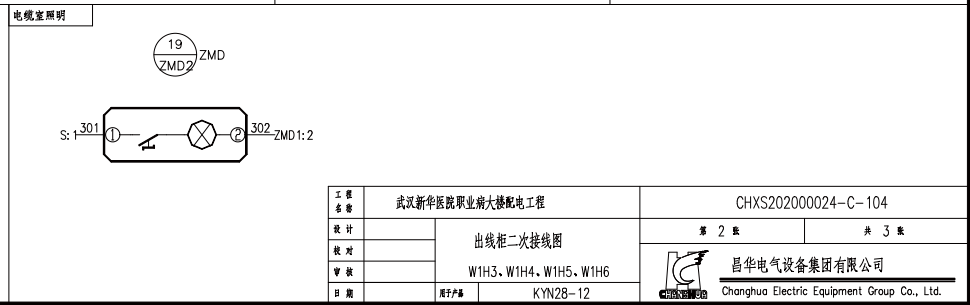 电缆室照明
19
ZMD2
ZMD
S:1
301
1
2
302
ZMD1:2
工程名称
武汉新华医院职业病大楼配电工程
CHXS202000024-C-104
设计
校对
审核
日期
出线柜二次接线图
W1H3、W1H4、W1H5、W1H6
用于产品
KYN28-12
第 2 张
共 3 张
CHANGHUA
昌华电气设备集团有限公司
Changhua Electric Equipment Group Co., Ltd.